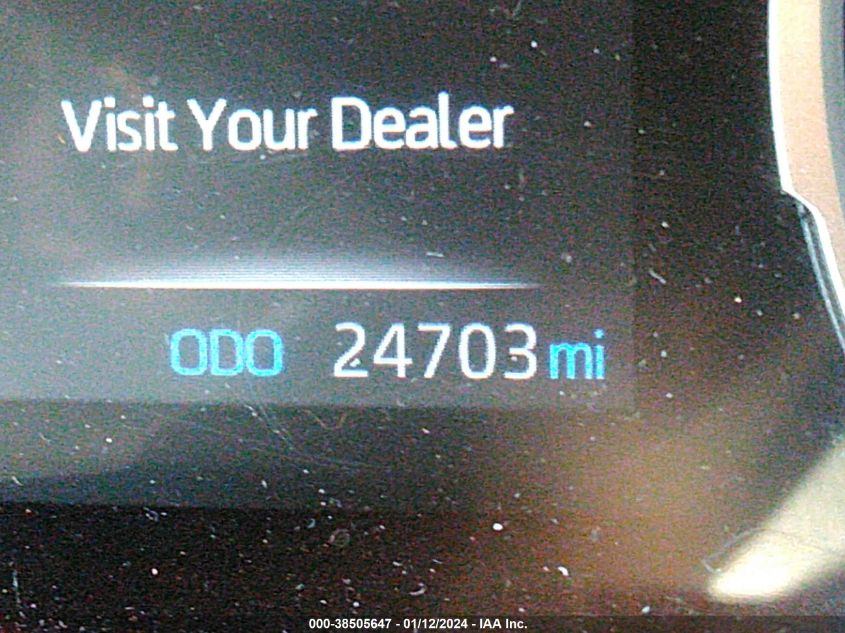 Visit Your Dealer
ODO 24703 mi
000-38505647 - 01/12/2024 - IAA Inc.